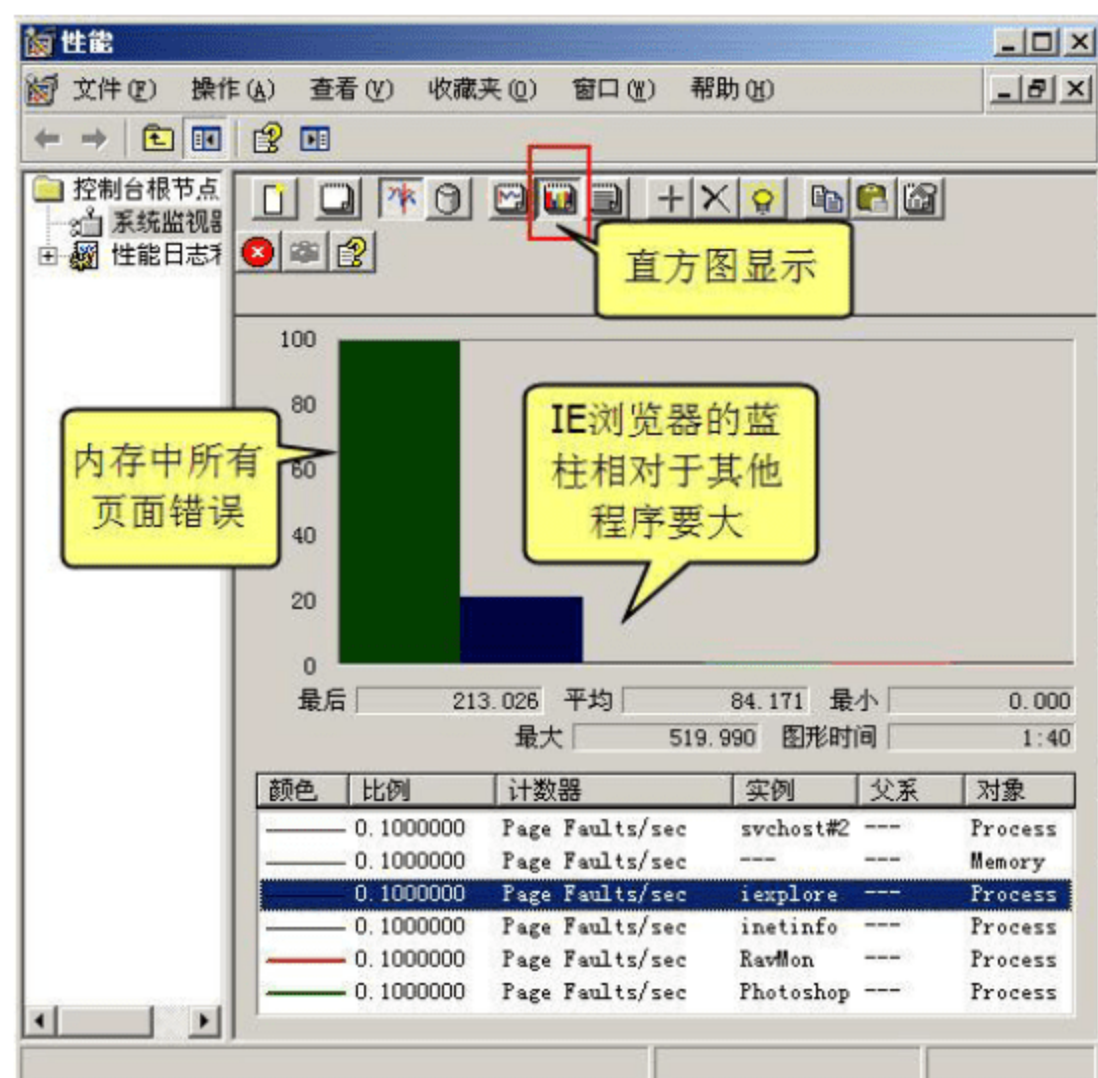 性能
文件(F) 操作(A) 查看(V) 收藏夹(O) 窗口(W) 帮助(H)
控制台根节点
系统监视器
性能日志和
直方图显示
100
80
60
40
20
0
内存中所有
页面错误
IE浏览器的蓝
柱相对于其他
程序要大
最后 213.026 平均 84.171 最小 0.000
最大 519.990 图形时间 1:40
颜色 比例 计数器 实例 父系 对象
0.1000000 Page Faults/sec svchost#2 --- Process
0.1000000 Page Faults/sec --- --- Memory
0.1000000 Page Faults/sec iexplore --- Process
0.1000000 Page Faults/sec inetinfo --- Process
0.1000000 Page Faults/sec RavMon --- Process
0.1000000 Page Faults/sec Photoshop --- Process